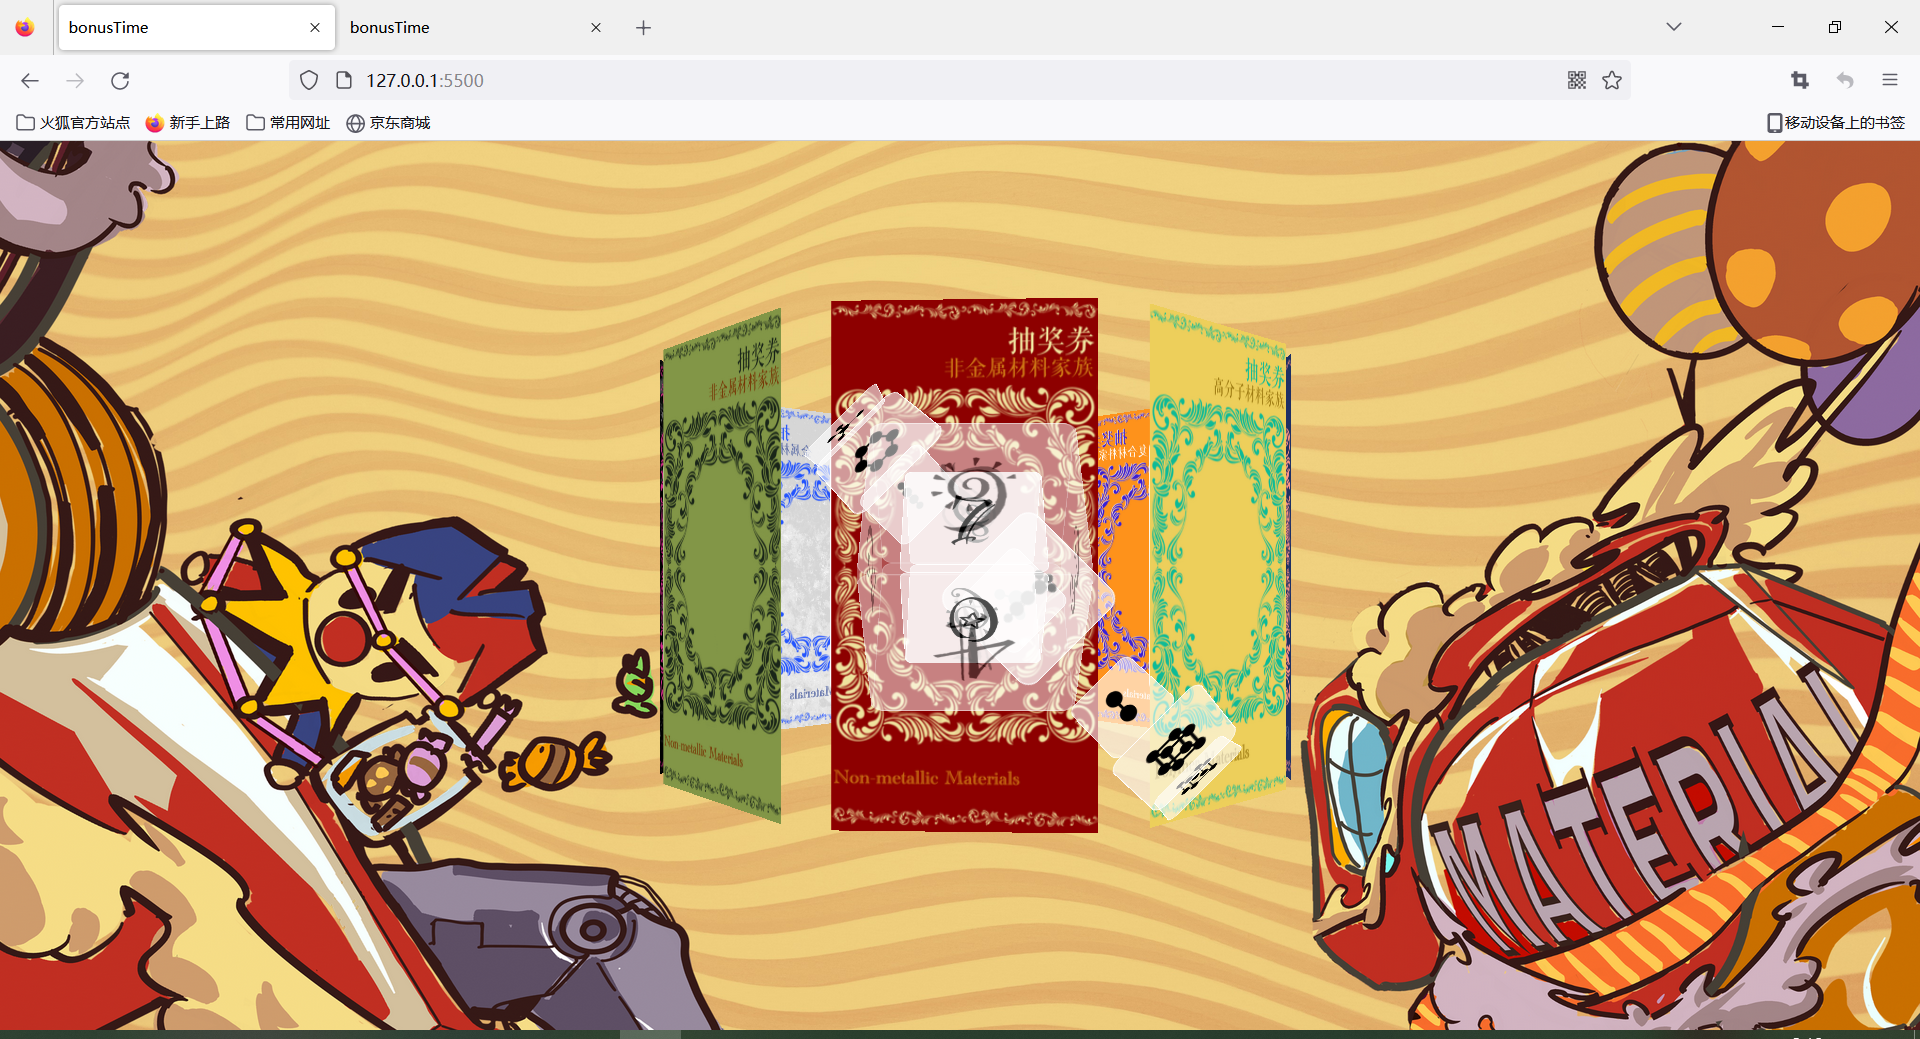 bonusTime
bonusTime
127.0.0.1:5500
火狐官方站点
新手上路
常用网址
京东商城
移动设备上的书签
抽奖券
非金属材料家族
Non-metallic Materials
抽奖券
非金属材料家族
Non-metallic Materials
抽奖券
高分子材料家族
MATERIAL